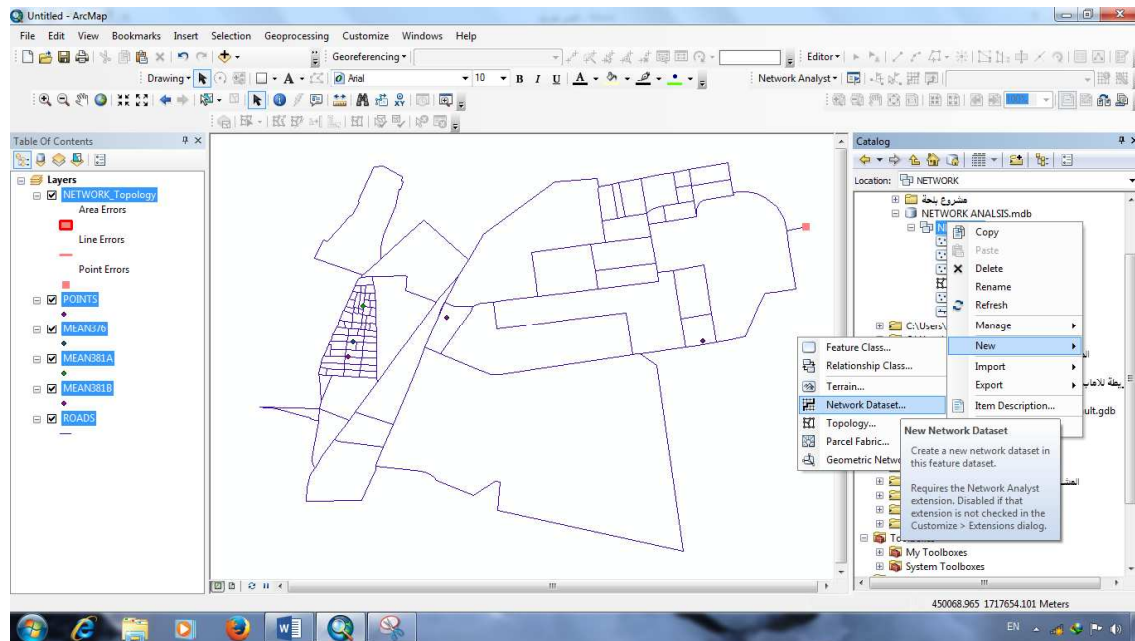 Untitled - ArcMap
File Edit View Bookmarks Insert Selection Geoprocessing Customize Windows Help
Georeferencing
Editor
Drawing
Arial
10
B I U A
Network Analyst
100%
Table Of Contents
Layers
NETWORK_Topology
Area Errors
Line Errors
Point Errors
POINTS
MEAN376
MEAN381A
MEAN381B
ROADS
Catalog
Location: NETWORK
مشروع بلحة
NETWORK ANALSIS.mdb
C:\Users\
ult.gdb
My Toolboxes
System Toolboxes
Copy
Paste
Delete
Rename
Refresh
Manage
New
Import
Export
Item Description...
Feature Class...
Relationship Class...
Terrain...
Network Dataset...
Topology...
Parcel Fabric...
Geometric Netwo
New Network Dataset
Create a new network dataset in
this feature dataset.
Requires the Network Analyst
extension. Disabled if that
extension is not checked in the
Customize > Extensions dialog.
450068.965 1717654.101 Meters
EN